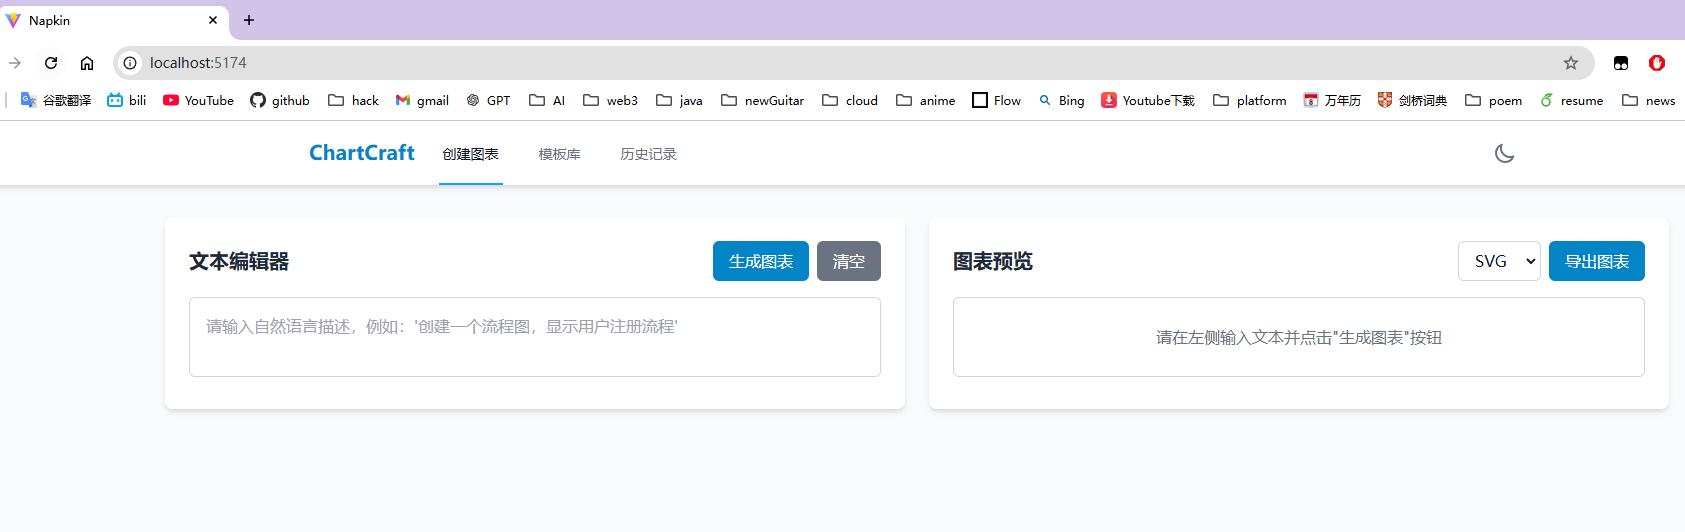 Napkin
localhost:5174
谷歌翻译 bili YouTube github hack gmail GPT AI web3 java newGuitar cloud anime Flow Bing Youtube下载 platform 8 万年历 剑桥词典 poem resume news
ChartCraft 创建图表 模板库 历史记录
文本编辑器 生成图表 清空
请输入自然语言描述，例如：'创建一个流程图，显示用户注册流程'
图表预览 SVG 导出图表
请在左侧输入文本并点击"生成图表"按钮